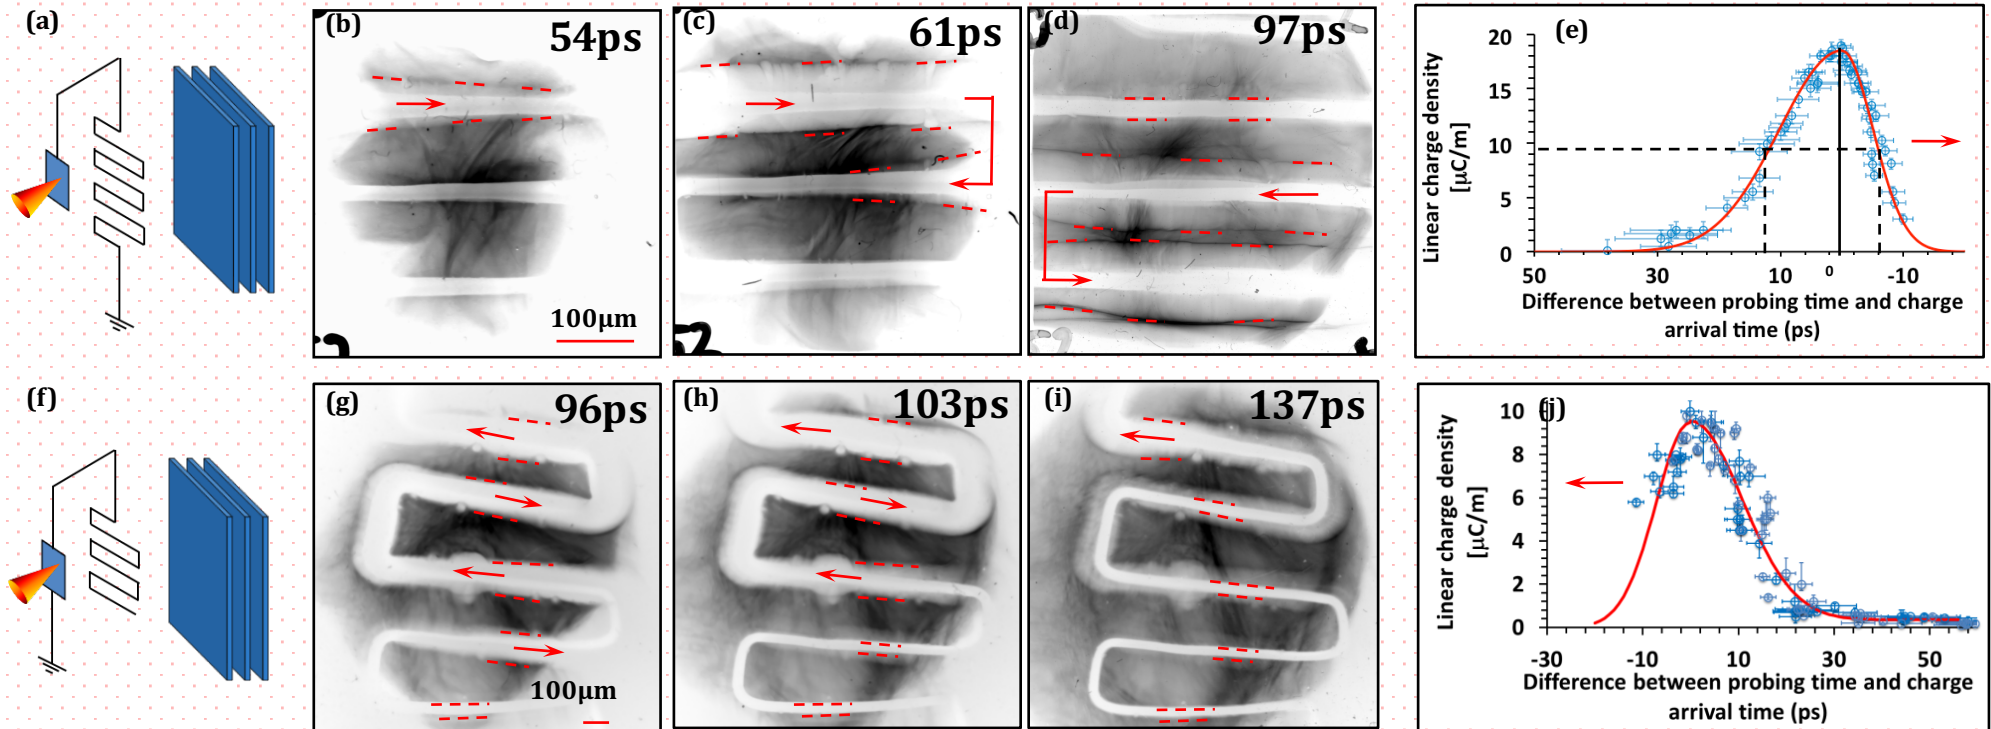 (a)
(b)
54ps
100μm
(c)
61ps
(d)
97ps
(e)
Linear charge density
[μC/m]
20
15
10
5
0
50
30
10
0
-10
Difference between probing time and charge
arrival time (ps)
(f)
(g)
96ps
100μm
(h)
103ps
(i)
137ps
(j)
Linear charge density
[μC/m]
10
8
6
4
2
0
-30
-10
10
30
50
Difference between probing time and charge
arrival time (ps)